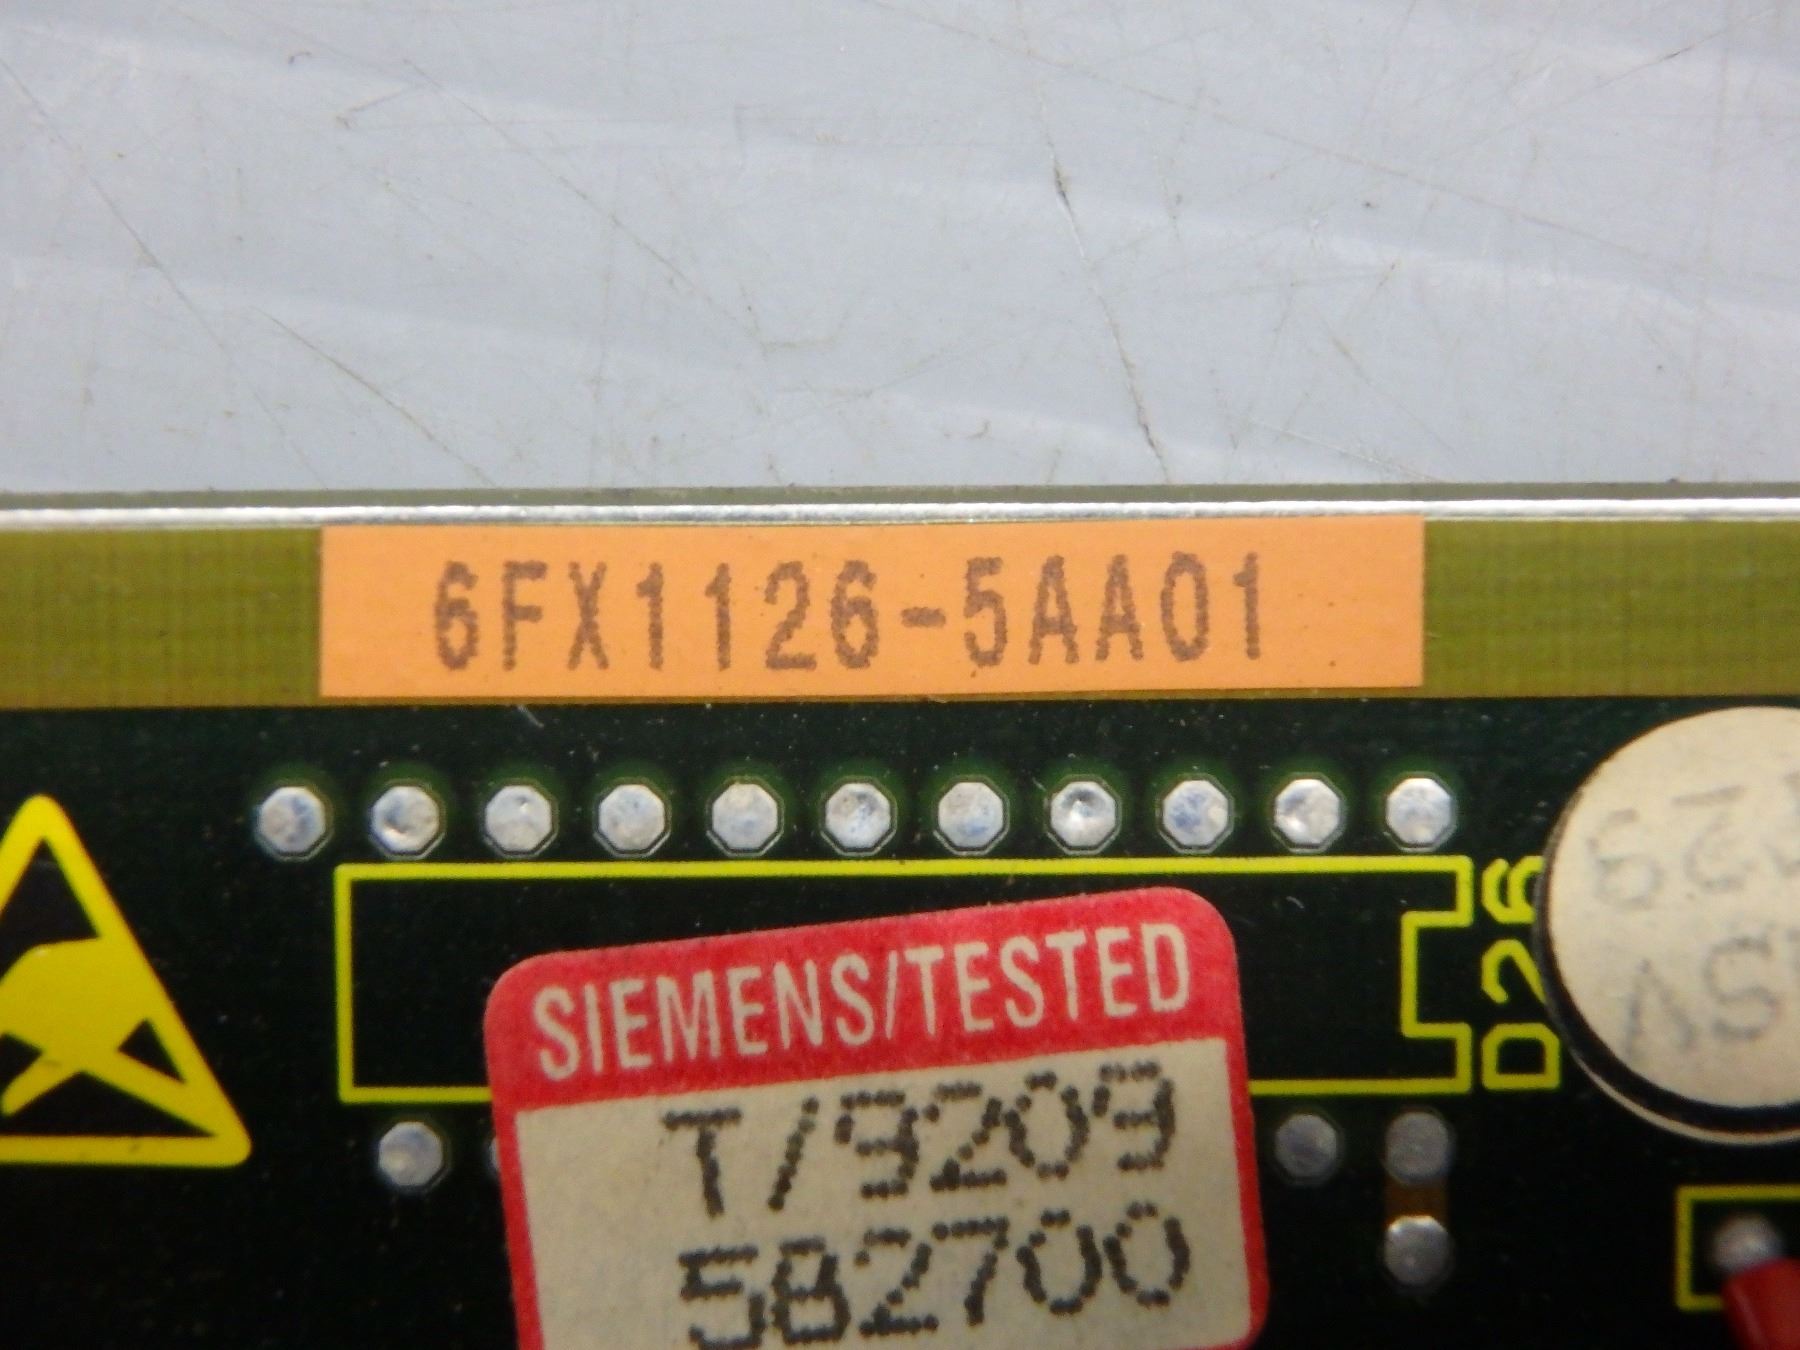 6FX1126-5AA01
SIEMENS/TESTED
T/9209
582700
D26